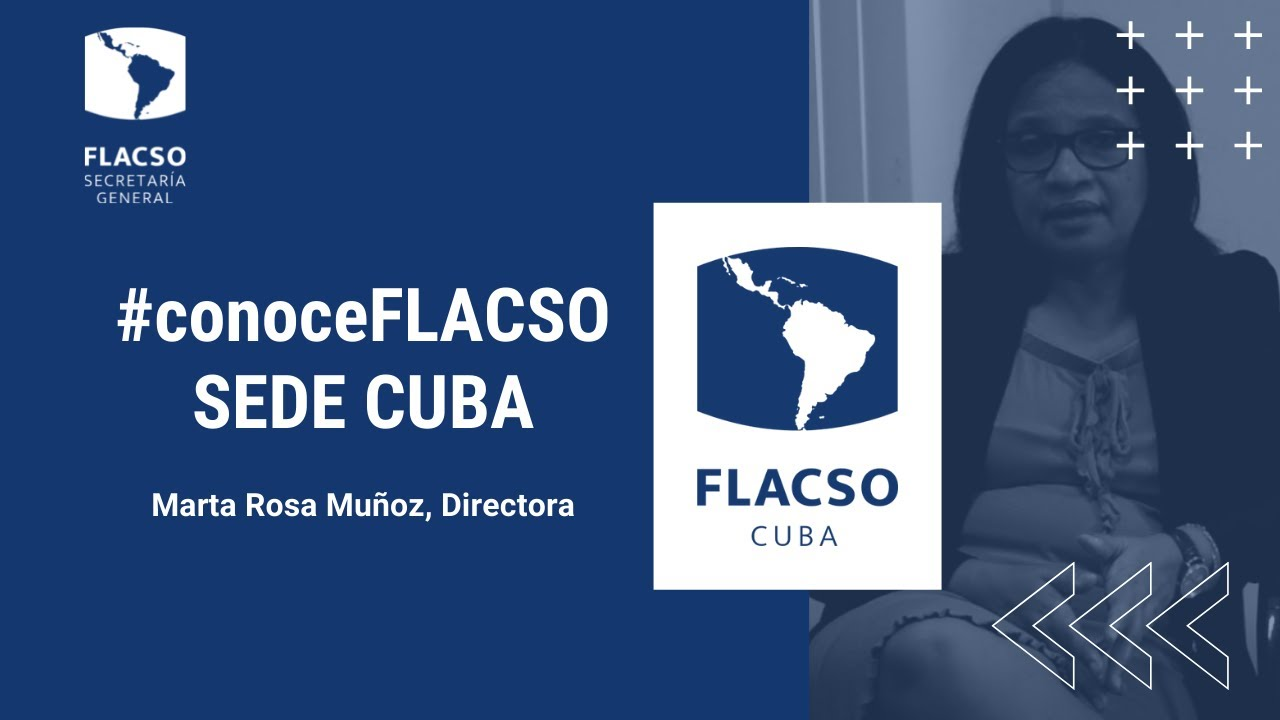 FLACSO
SECRETARÍA
GENERAL
#conoceFLACSO
SEDE CUBA
Marta Rosa Muñoz, Directora
FLACSO
CUBA